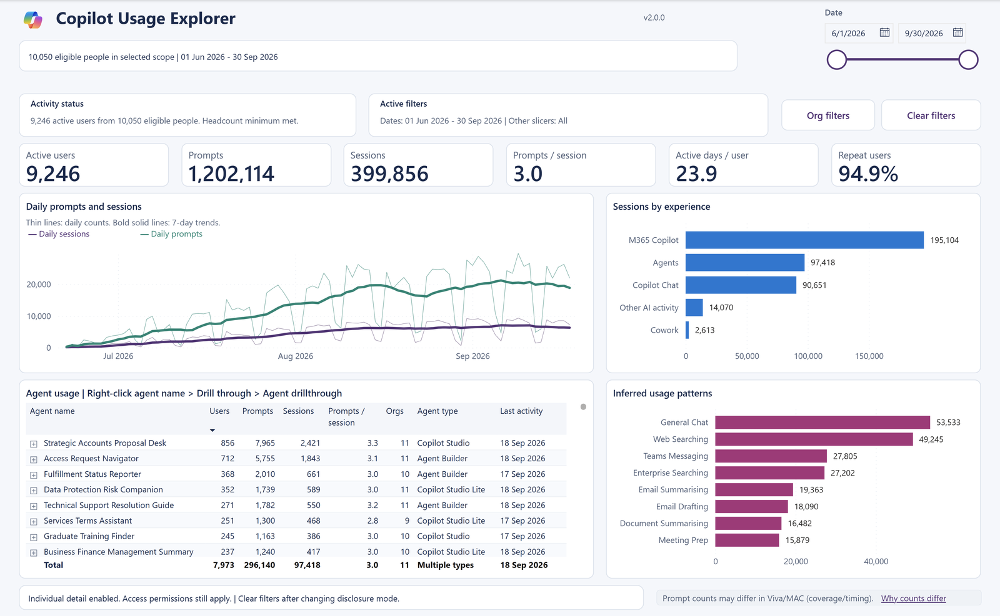 Copilot Usage Explorer
v2.0.0
Date
6/1/2026
9/30/2026
10,050 eligible people in selected scope | 01 Jun 2026 - 30 Sep 2026
Activity status
9,246 active users from 10,050 eligible people. Headcount minimum met.
Active filters
Dates: 01 Jun 2026 - 30 Sep 2026 | Other slicers: All
Org filters
Clear filters
Active users
9,246
Prompts
1,202,114
Sessions
399,856
Prompts / session
3.0
Active days / user
23.9
Repeat users
94.9%
Daily prompts and sessions
Thin lines: daily counts. Bold solid lines: 7-day trends.
Daily sessions
Daily prompts
20,000
10,000
0
Jul 2026
Aug 2026
Sep 2026
Sessions by experience
M365 Copilot 195,104
Agents 97,418
Copilot Chat 90,651
Other AI activity 14,070
Cowork 2,613
0 50,000 100,000 150,000
Agent usage | Right-click agent name > Drill through > Agent drillthrough
Agent name Users Prompts Sessions Prompts / session Orgs Agent type Last activity
Strategic Accounts Proposal Desk 856 7,965 2,421 3.3 11 Copilot Studio 18 Sep 2026
Access Request Navigator 712 5,755 1,843 3.1 11 Agent Builder 18 Sep 2026
Fulfillment Status Reporter 368 2,010 661 3.0 10 Agent Builder 17 Sep 2026
Data Protection Risk Companion 352 1,739 589 3.0 11 Copilot Studio Lite 18 Sep 2026
Technical Support Resolution Guide 271 1,782 550 3.2 11 Agent Builder 18 Sep 2026
Services Terms Assistant 251 1,300 468 2.8 9 Copilot Studio Lite 17 Sep 2026
Graduate Training Finder 245 1,163 386 3.0 10 Copilot Studio 17 Sep 2026
Business Finance Management Summary 237 1,240 417 3.0 10 Copilot Studio Lite 18 Sep 2026
Total 7,973 296,140 97,418 3.0 11 Multiple types 18 Sep 2026
Inferred usage patterns
General Chat 53,533
Web Searching 49,245
Teams Messaging 27,805
Enterprise Searching 27,202
Email Summarising 19,363
Email Drafting 18,090
Document Summarising 16,482
Meeting Prep 15,879
0 20,000 40,000
Individual detail enabled. Access permissions still apply. | Clear filters after changing disclosure mode.
Prompt counts may differ in Viva/MAC (coverage/timing). Why counts differ